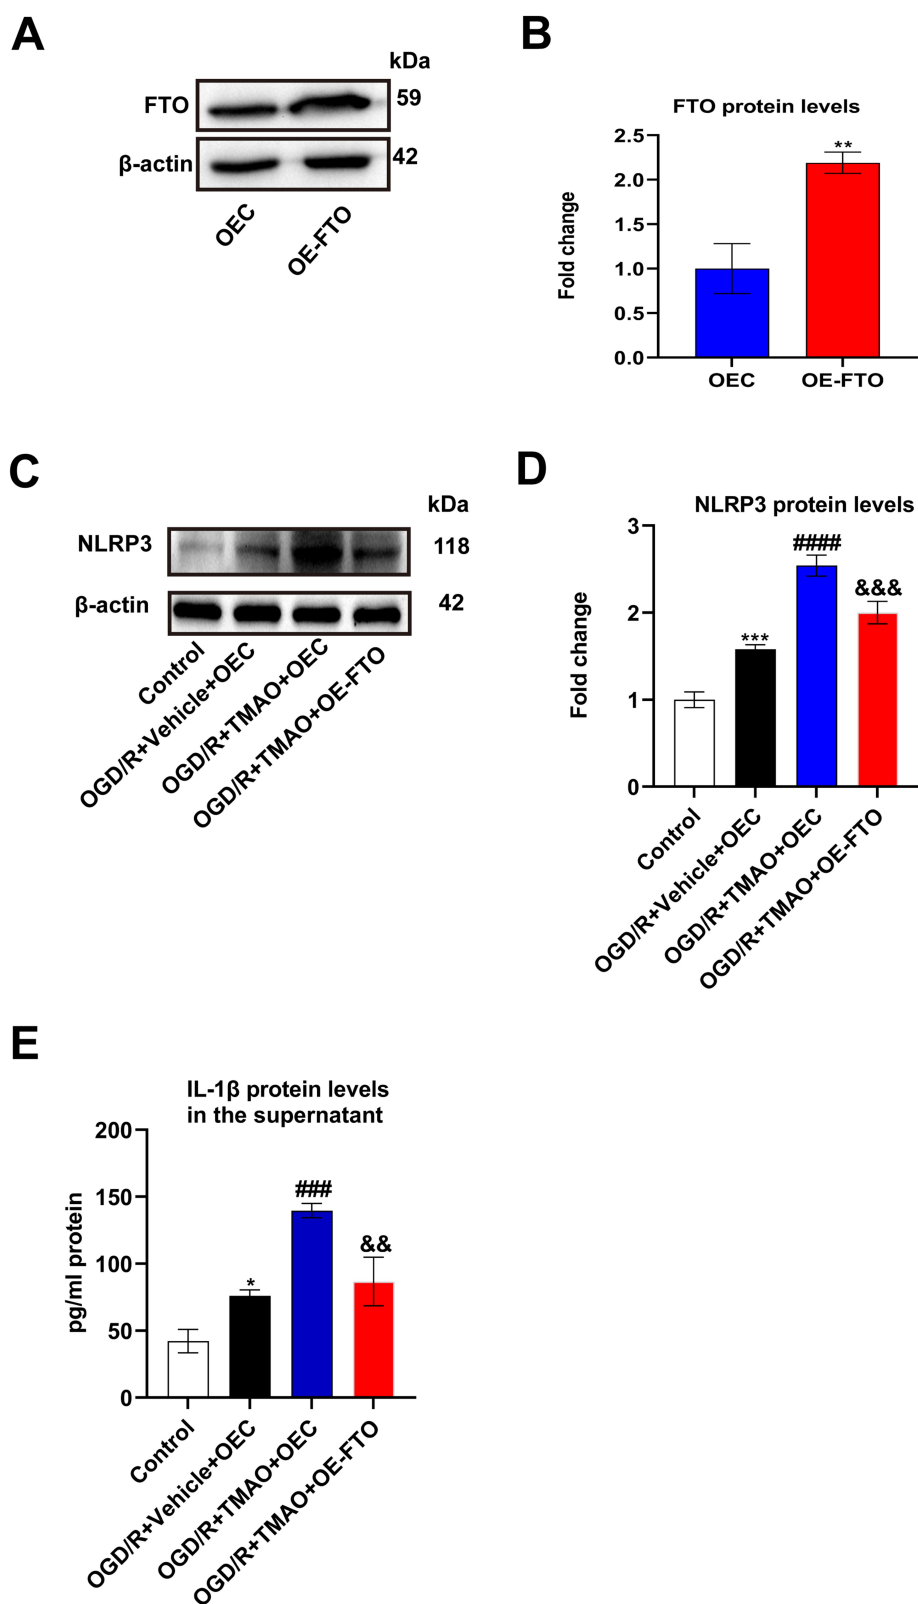 A
kDa
FTO
59
β-actin
42
OEC
OE-FTO
B
FTO protein levels
Fold change
2.5
2.0
1.5
1.0
0.5
0.0
**
OEC
OE-FTO
C
kDa
NLRP3
118
β-actin
42
Control
OGD/R+Vehicle+OEC
OGD/R+TMAO+OEC
OGD/R+TMAO+OE-FTO
D
NLRP3 protein levels
Fold change
3
2
1
0
***
####
&&&
Control
OGD/R+Vehicle+OEC
OGD/R+TMAO+OEC
OGD/R+TMAO+OE-FTO
E
IL-1β protein levels
in the supernatant
pg/ml protein
200
150
100
50
0
*
###
&&
Control
OGD/R+Vehicle+OEC
OGD/R+TMAO+OEC
OGD/R+TMAO+OE-FTO